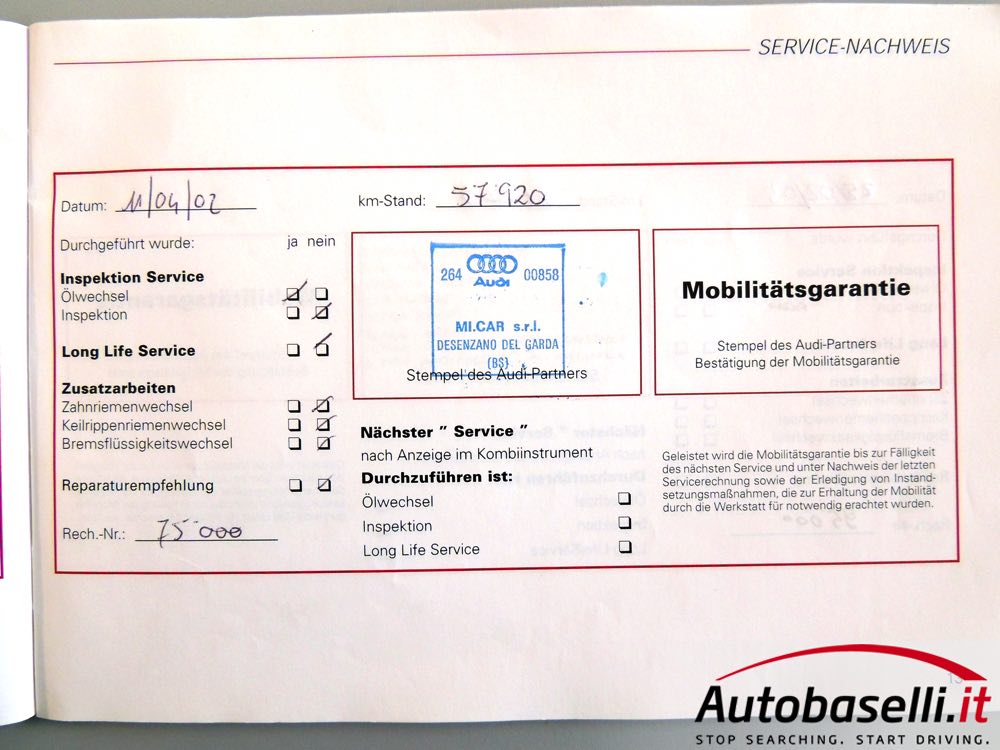 SERVICE-NACHWEIS
Datum: 11/04/02
km-Stand: 57'920
Durchgeführt wurde: ja nein
Inspektion Service
Ölwechsel
Inspektion
Long Life Service
Zusatzarbeiten
Zahnriemenwechsel
Keilrippenriemenwechsel
Bremsflüssigkeitswechsel
Reparaturempfehlung
Rech.-Nr.: 75'000
264 00858
Audi
MI.CAR s.r.l.
DESENZANO DEL GARDA
(BS)
Stempel des Audi-Partners
Nächster " Service "
nach Anzeige im Kombiinstrument
Durchzuführen ist:
Ölwechsel
Inspektion
Long Life Service
Mobilitätsgarantie
Stempel des Audi-Partners
Bestätigung der Mobilitätsgarantie
Geleistet wird die Mobilitätsgarantie bis zur Fälligkeit
des nächsten Service und unter Nachweis der letzten
Servicerechnung sowie der Erledigung von Instand-
setzungsmaßnahmen, die zur Erhaltung der Mobilität
durch die Werkstatt für notwendig erachtet wurden.
Autobaselli.it
STOP SEARCHING. START DRIVING.